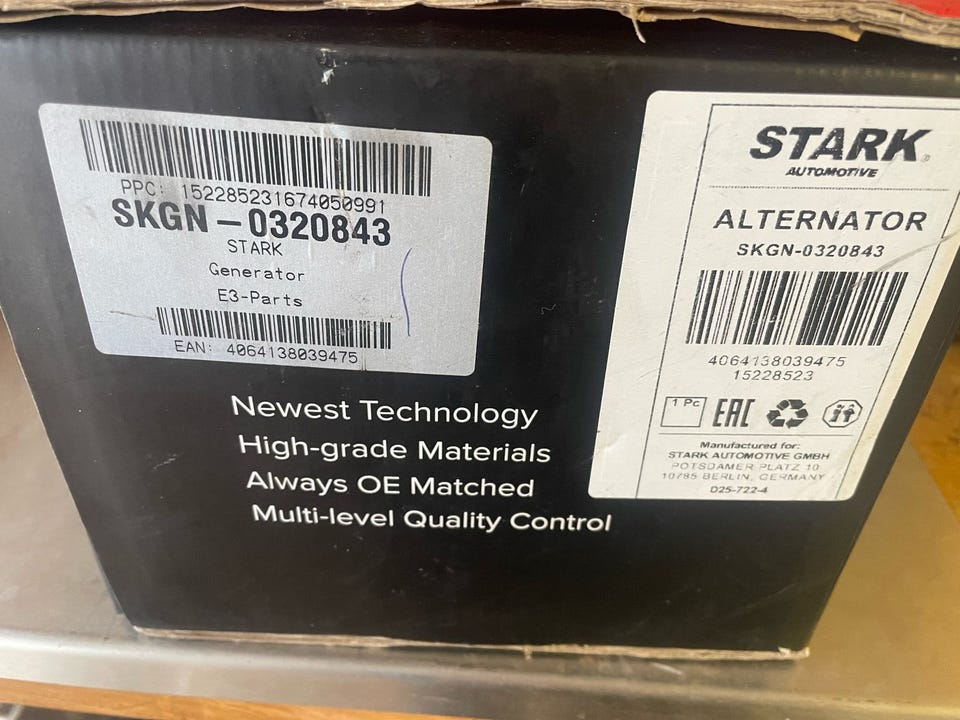 PPC: 152285231674050991
SKGN-0320843
STARK
Generator
E3-Parts
EAN: 4064138039475
STARK®
AUTOMOTIVE
ALTERNATOR
SKGN-0320843
4064138039475
15228523
1 Pc
EAC
Manufactured for:
STARK AUTOMOTIVE GMBH
POTSDAMER PLATZ 10
10785 BERLIN, GERMANY
D25-722-4
Newest Technology
High-grade Materials
Always OE Matched
Multi-level Quality Control